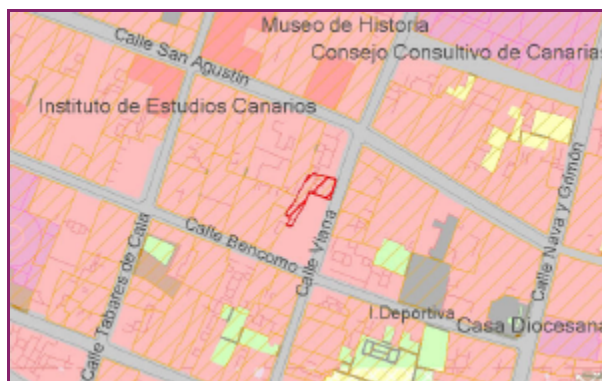 Museo de Historia
Calle San Agustín
Consejo Consultivo de Canarias
Instituto de Estudios Canarios
Calle Nava y Grimón
Calle Viana
Calle Bencomo
Calle Tabares de Cala
I.Deportiva
Casa Diocesana